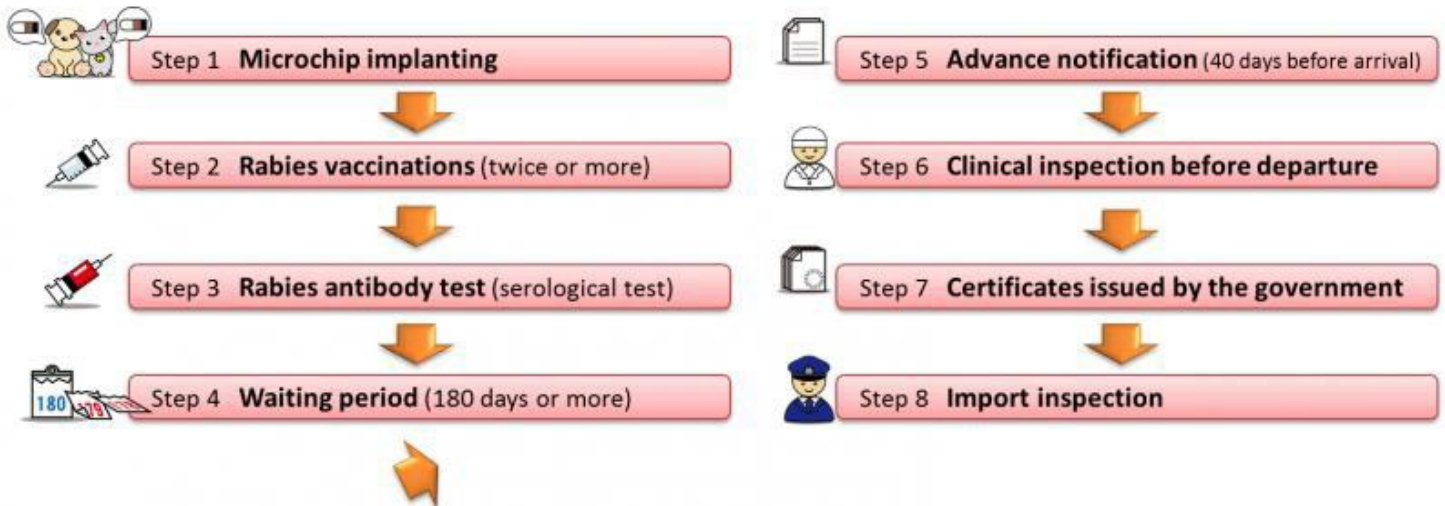 Step 1 Microchip implanting
Step 2 Rabies vaccinations (twice or more)
Step 3 Rabies antibody test (serological test)
180 179
Step 4 Waiting period (180 days or more)
Step 5 Advance notification (40 days before arrival)
Step 6 Clinical inspection before departure
Step 7 Certificates issued by the government
Step 8 Import inspection